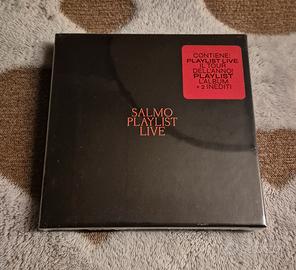 CONTIENE:
PLAYLIST LIVE
IL TOUR
DELL'ANNO!
PLAYLIST
L'ALBUM
+ 2 INEDITI
SALMO
PLAYLIST
LIVE